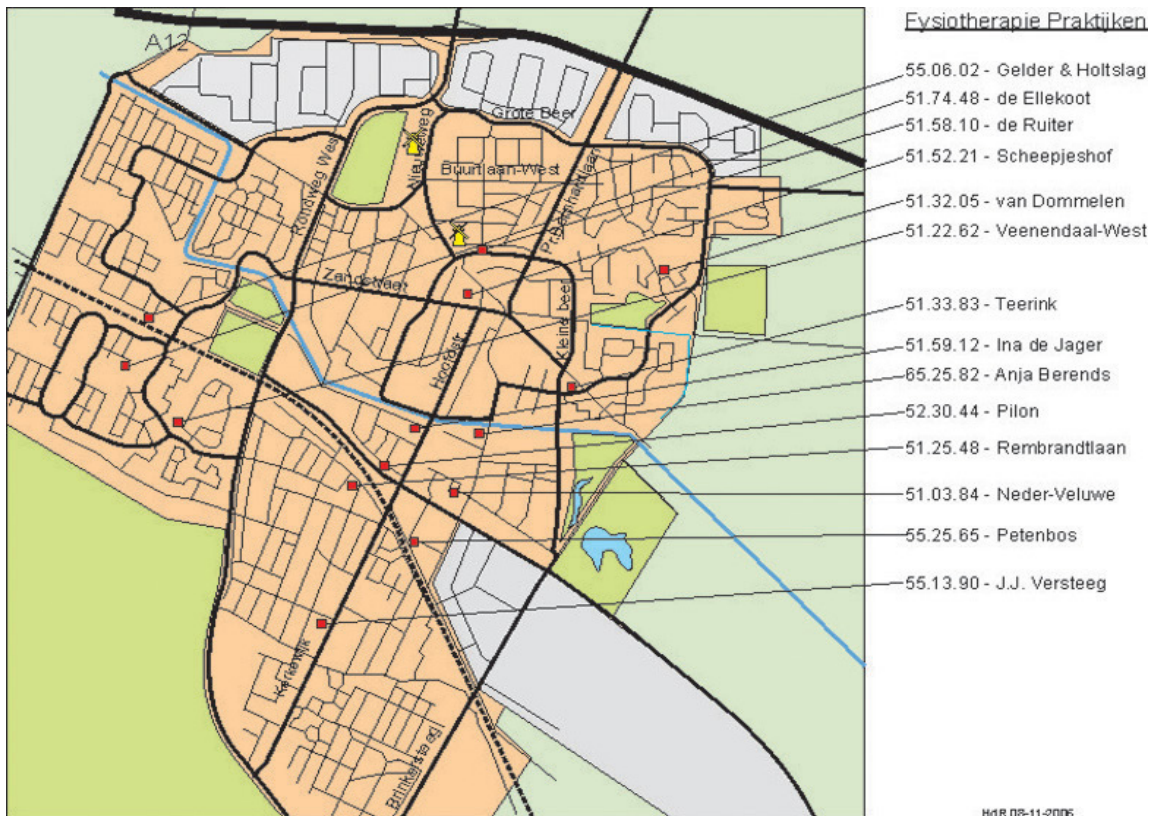 Fysiotherapie Praktijken
55.06.02 - Gelder & Holtslag
51.74.48 - de Ellekoot
51.58.10 - de Ruiter
51.52.21 - Scheepjeshof
51.32.05 - van Dommelen
51.22.62 - Veenendaal-West
51.33.83 - Teerink
51.59.12 - Ina de Jager
65.25.82 - Anja Berends
52.30.44 - Pilon
51.25.48 - Rembrandtlaan
51.03.84 - Neder-Veluwe
55.25.65 - Petenbos
55.13.90 - J.J. Versteeg
A12
Grote Beer
Nieuweweg
Buurtlaan-West
Rondweg West
Zandstraat
Kleine beer
Hoofdstr
Kerkewijk
HdR 08-11-2006